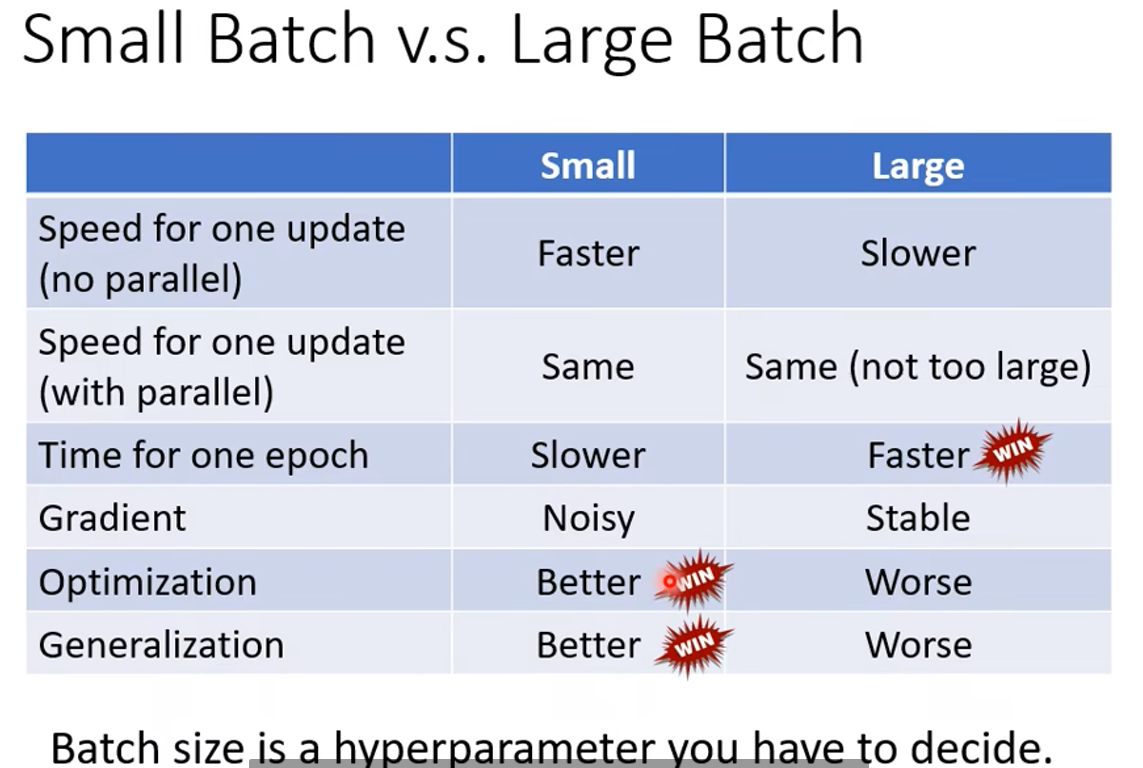 Small Batch v.s. Large Batch
Small Large
Speed for one update
(no parallel)
Faster Slower
Speed for one update
(with parallel)
Same Same (not too large)
Time for one epoch Slower Faster WIN
Gradient Noisy Stable
Optimization Better WIN Worse
Generalization Better WIN Worse
Batch size is a hyperparameter you have to decide.